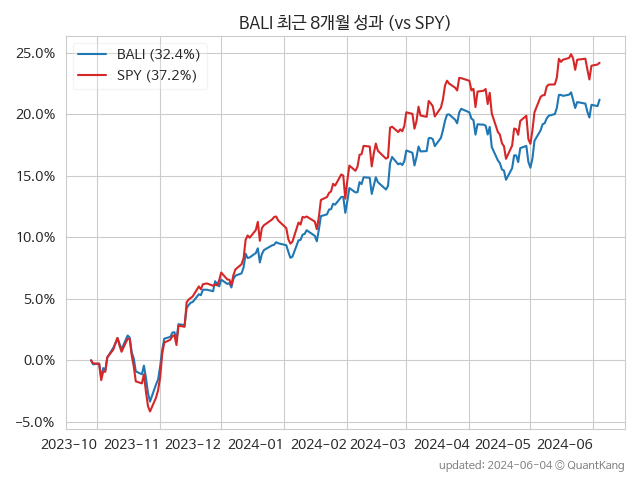 BALI 최근 8개월 성과 (vs SPY)
BALI (32.4%)
SPY (37.2%)
25.0%
20.0%
15.0%
10.0%
5.0%
0.0%
−5.0%
2023−10 2023−11 2023−12 2024−01 2024−02 2024−03 2024−04 2024−05 2024−06
updated: 2024-06-04 © QuantKang